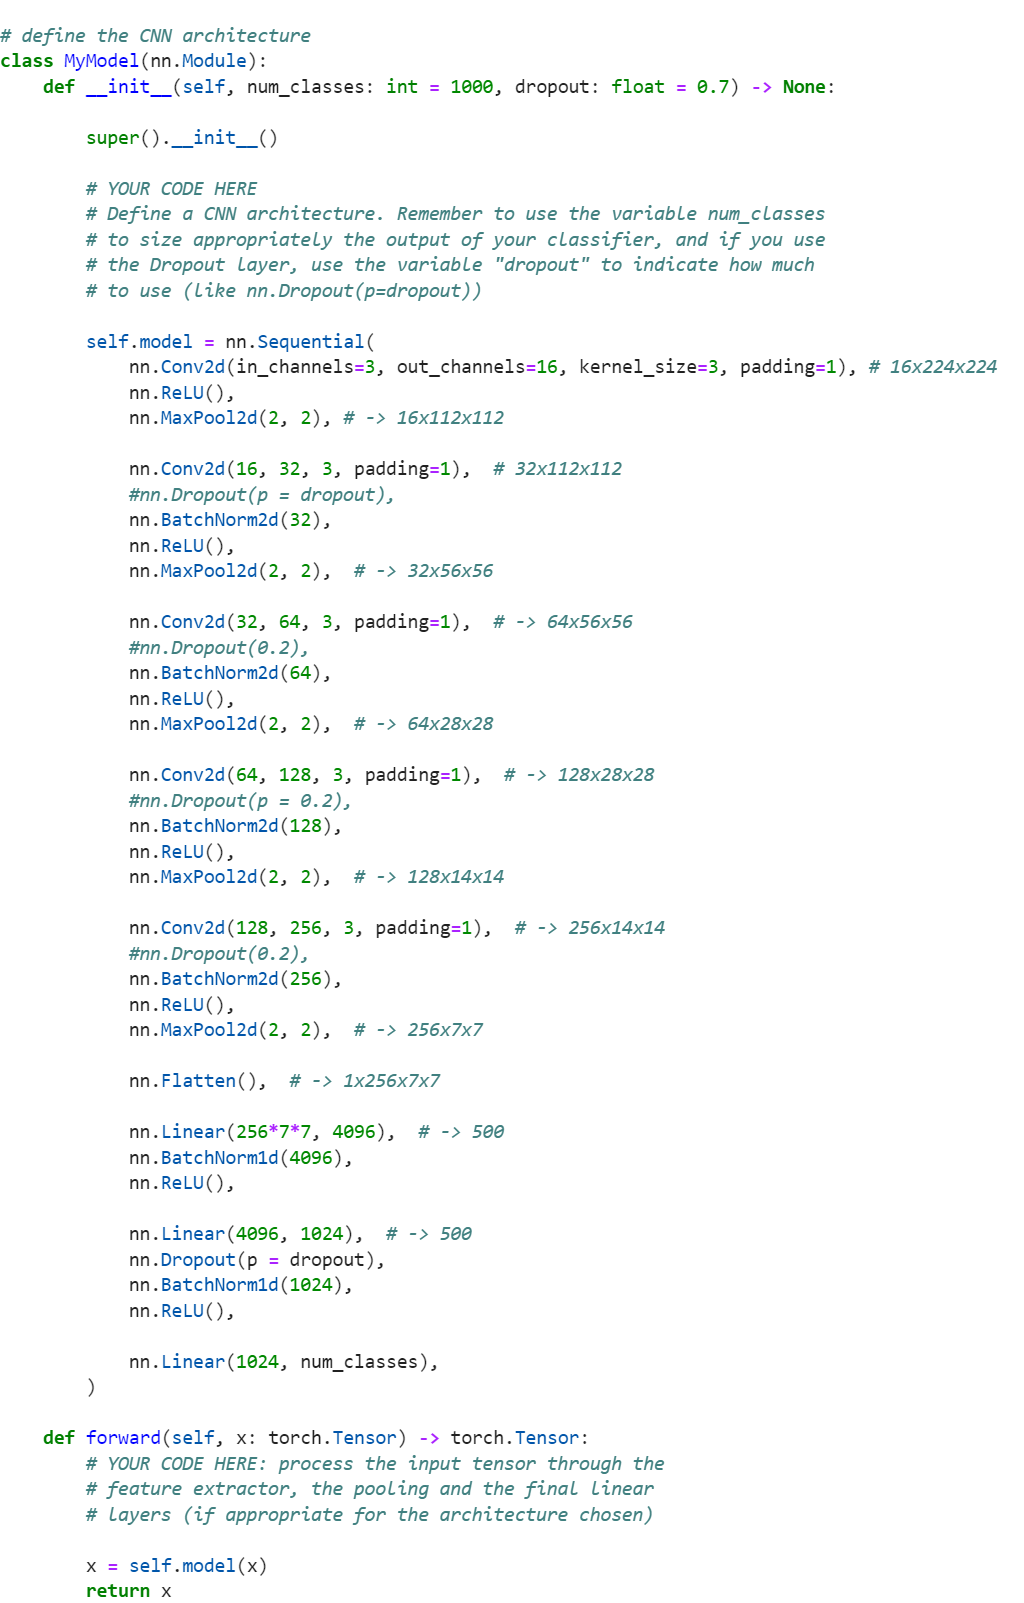 # define the CNN architecture
class MyModel(nn.Module):
    def __init__(self, num_classes: int = 1000, dropout: float = 0.7) -> None:

        super().__init__()

        # YOUR CODE HERE
        # Define a CNN architecture. Remember to use the variable num_classes
        # to size appropriately the output of your classifier, and if you use
        # the Dropout layer, use the variable "dropout" to indicate how much
        # to use (like nn.Dropout(p=dropout))

        self.model = nn.Sequential(
            nn.Conv2d(in_channels=3, out_channels=16, kernel_size=3, padding=1), # 16x224x224
            nn.ReLU(),
            nn.MaxPool2d(2, 2), # -> 16x112x112

            nn.Conv2d(16, 32, 3, padding=1),  # 32x112x112
            #nn.Dropout(p = dropout),
            nn.BatchNorm2d(32),
            nn.ReLU(),
            nn.MaxPool2d(2, 2),  # -> 32x56x56

            nn.Conv2d(32, 64, 3, padding=1),  # -> 64x56x56
            #nn.Dropout(0.2),
            nn.BatchNorm2d(64),
            nn.ReLU(),
            nn.MaxPool2d(2, 2),  # -> 64x28x28

            nn.Conv2d(64, 128, 3, padding=1),  # -> 128x28x28
            #nn.Dropout(p = 0.2),
            nn.BatchNorm2d(128),
            nn.ReLU(),
            nn.MaxPool2d(2, 2),  # -> 128x14x14

            nn.Conv2d(128, 256, 3, padding=1),  # -> 256x14x14
            #nn.Dropout(0.2),
            nn.BatchNorm2d(256),
            nn.ReLU(),
            nn.MaxPool2d(2, 2),  # -> 256x7x7

            nn.Flatten(),  # -> 1x256x7x7

            nn.Linear(256*7*7, 4096),  # -> 500
            nn.BatchNorm1d(4096),
            nn.ReLU(),

            nn.Linear(4096, 1024),  # -> 500
            nn.Dropout(p = dropout),
            nn.BatchNorm1d(1024),
            nn.ReLU(),

            nn.Linear(1024, num_classes),
        )

    def forward(self, x: torch.Tensor) -> torch.Tensor:
        # YOUR CODE HERE: process the input tensor through the
        # feature extractor, the pooling and the final linear
        # layers (if appropriate for the architecture chosen)

        x = self.model(x)
        return x